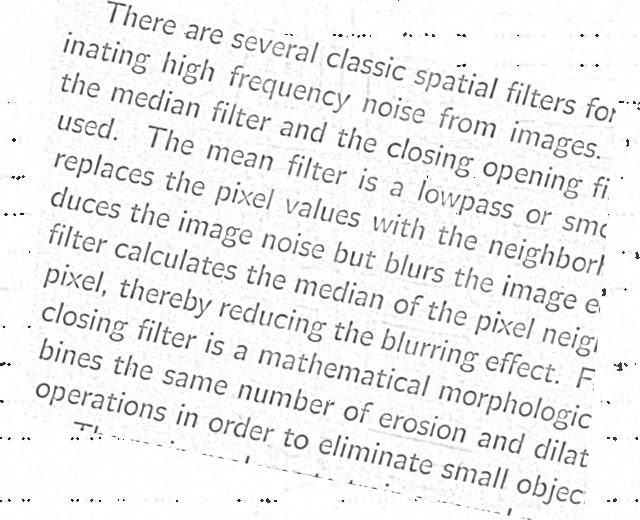 There are several classic spatial filters for
inating high frequency noise from images.
the median filter and the closing opening fi
used. The mean filter is a lowpass or smo
replaces the pixel values with the neighborh
duces the image noise but blurs the image e
filter calculates the median of the pixel neig
pixel, thereby reducing the blurring effect. F
closing filter is a mathematical morphologic
bines the same number of erosion and dilat
operations in order to eliminate small objec